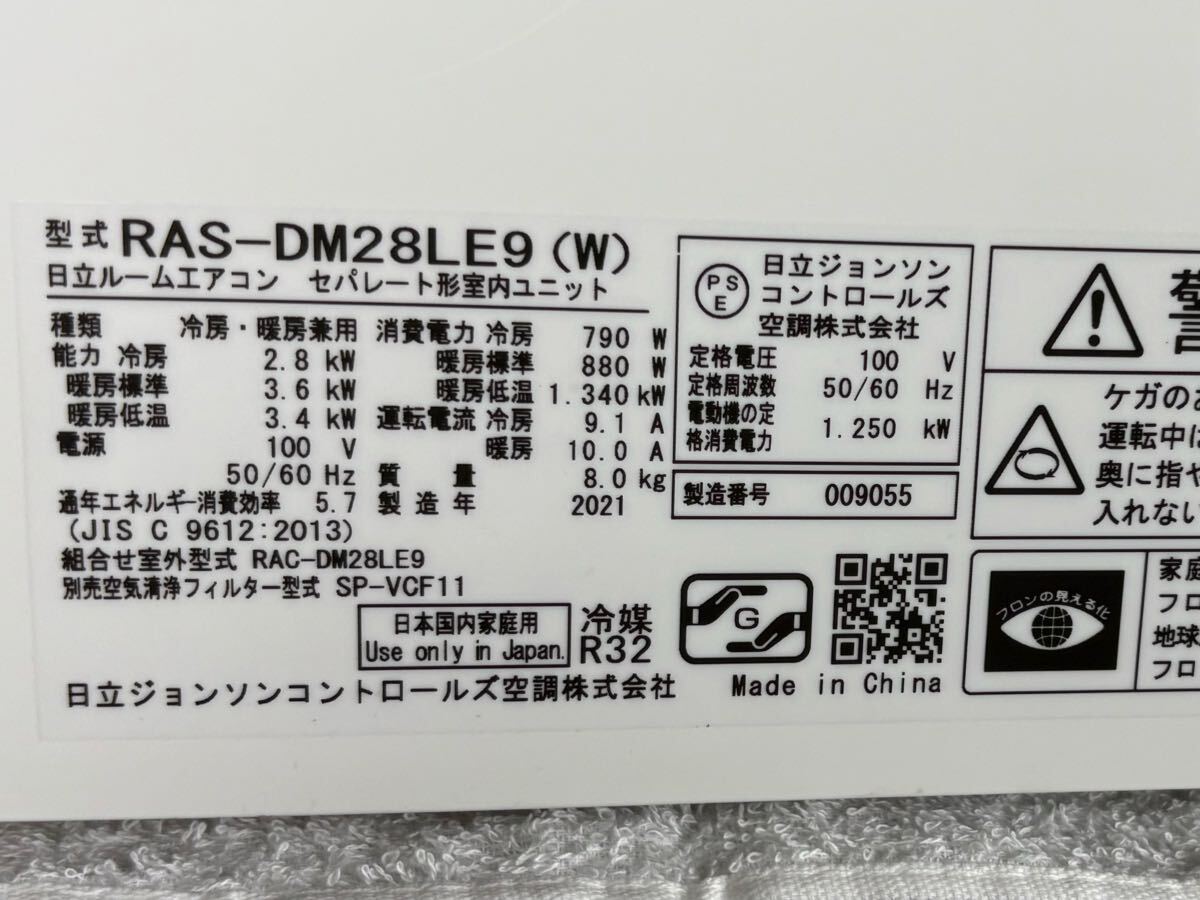 型式 RAS-DM28LE9 (W)
日立ルームエアコン セパレート形室内ユニット
種類 冷房・暖房兼用
能力 冷房 2.8 kW
暖房標準 3.6 kW
暖房低温 3.4 kW
電源 100 V
50/60 Hz
通年エネルギー消費効率 5.7
(JIS C 9612:2013)
消費電力 冷房 790 W
暖房標準 880 W
暖房低温 1.340 kW
運転電流 冷房 9.1 A
暖房 10.0 A
質量 8.0 kg
製造年 2021
組合せ室外型式 RAC-DM28LE9
別売空気清浄フィルター型式 SP-VCF11
日本国内家庭用
Use only in Japan.
冷媒
R32
日立ジョンソンコントロールズ空調株式会社
PS
E
日立ジョンソン
コントロールズ
空調株式会社
定格電圧 100 V
定格周波数 50/60 Hz
電動機の定
格消費電力 1.250 kW
製造番号 009055
G
Made in China
ケガのお
運転中は
奥に指や
入れない
フロンの見える化
家庭
フロ
地球
フロ